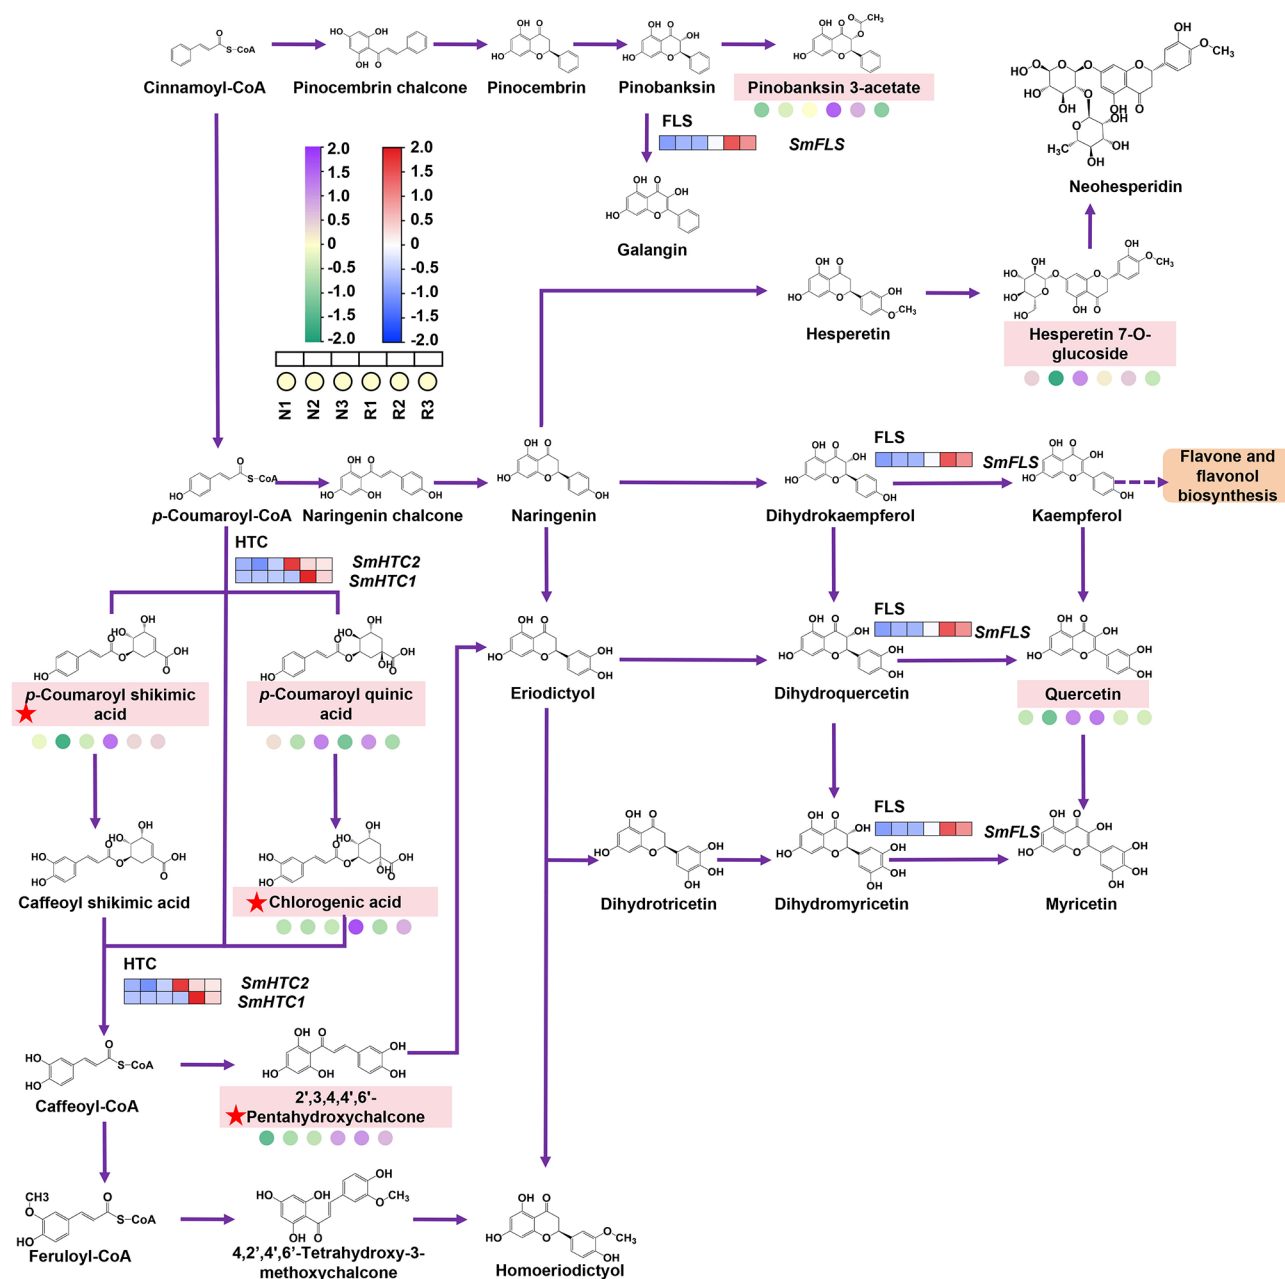 Cinnamoyl-CoA
Pinocembrin chalcone
Pinocembrin
Pinobanksin
Pinobanksin 3-acetate
FLS
SmFLS
Galangin
Neohesperidin
2.0
1.5
1.0
0.5
0
-0.5
-1.0
-1.5
-2.0
2.0
1.5
1.0
0.5
0
-0.5
-1.0
-1.5
-2.0
N1
N2
N3
R1
R2
R3
Hesperetin
Hesperetin 7-O-
glucoside
p-Coumaroyl-CoA
Naringenin chalcone
Naringenin
Dihydrokaempferol
FLS
SmFLS
Kaempferol
Flavone and
flavonol
biosynthesis
HTC
SmHTC2
SmHTC1
p-Coumaroyl shikimic
acid
p-Coumaroyl quinic
acid
Eriodictyol
Dihydroquercetin
FLS
SmFLS
Quercetin
Caffeoyl shikimic acid
Chlorogenic acid
Dihydrotricetin
Dihydromyricetin
FLS
SmFLS
Myricetin
HTC
SmHTC2
SmHTC1
Caffeoyl-CoA
2',3,4,4',6'-
Pentahydroxychalcone
Feruloyl-CoA
4,2',4',6'-Tetrahydroxy-3-
methoxychalcone
Homoeriodictyol